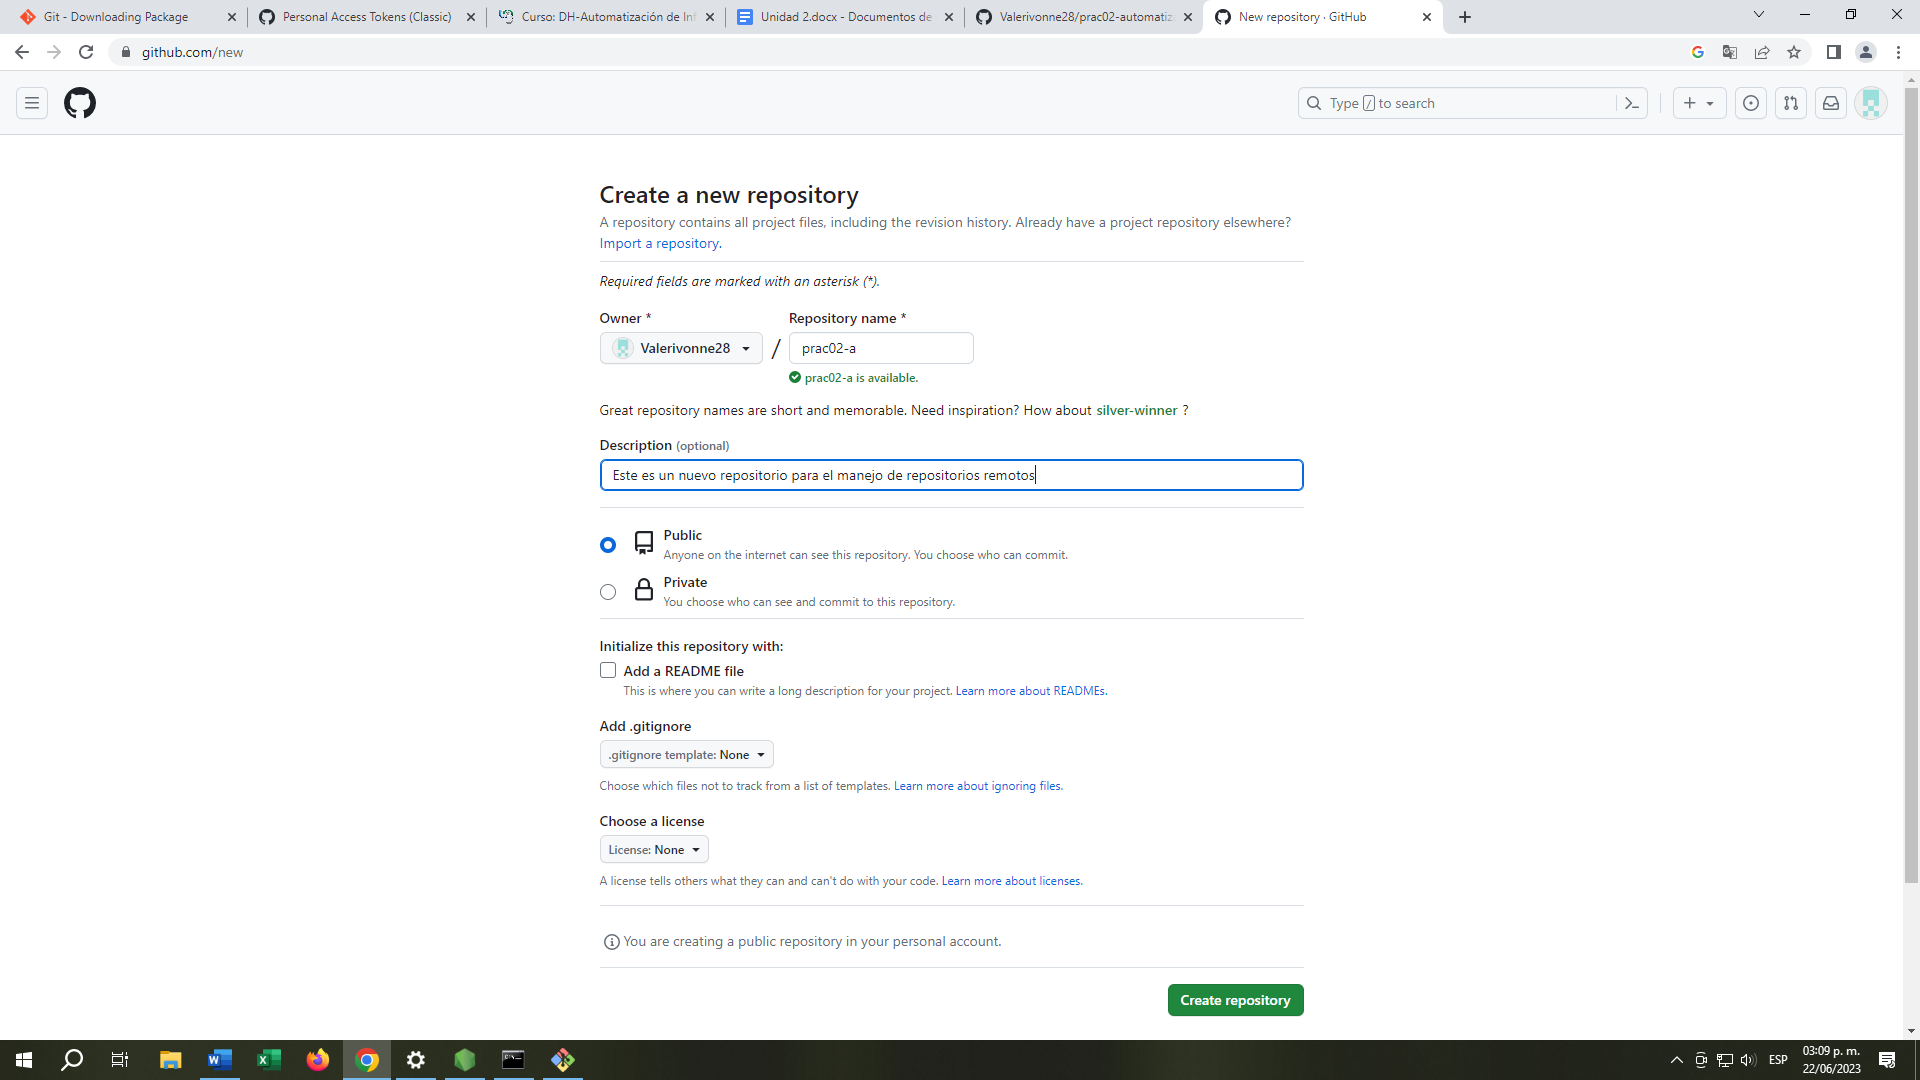 Git - Downloading Package
Personal Access Tokens (Classic)
Curso: DH-Automatización de Inf
Unidad 2.docx - Documentos de
Valerivonne28/prac02-automatiz
New repository · GitHub
github.com/new
Type / to search
Create a new repository
A repository contains all project files, including the revision history. Already have a project repository elsewhere?
Import a repository.
Required fields are marked with an asterisk (*).
Owner *
Repository name *
Valerivonne28
/
prac02-a
prac02-a is available.
Great repository names are short and memorable. Need inspiration? How about silver-winner ?
Description (optional)
Este es un nuevo repositorio para el manejo de repositorios remotos
Public
Anyone on the internet can see this repository. You choose who can commit.
Private
You choose who can see and commit to this repository.
Initialize this repository with:
Add a README file
This is where you can write a long description for your project. Learn more about READMEs.
Add .gitignore
.gitignore template: None
Choose which files not to track from a list of templates. Learn more about ignoring files.
Choose a license
License: None
A license tells others what they can and can't do with your code. Learn more about licenses.
You are creating a public repository in your personal account.
Create repository
ESP
03:09 p. m.
22/06/2023